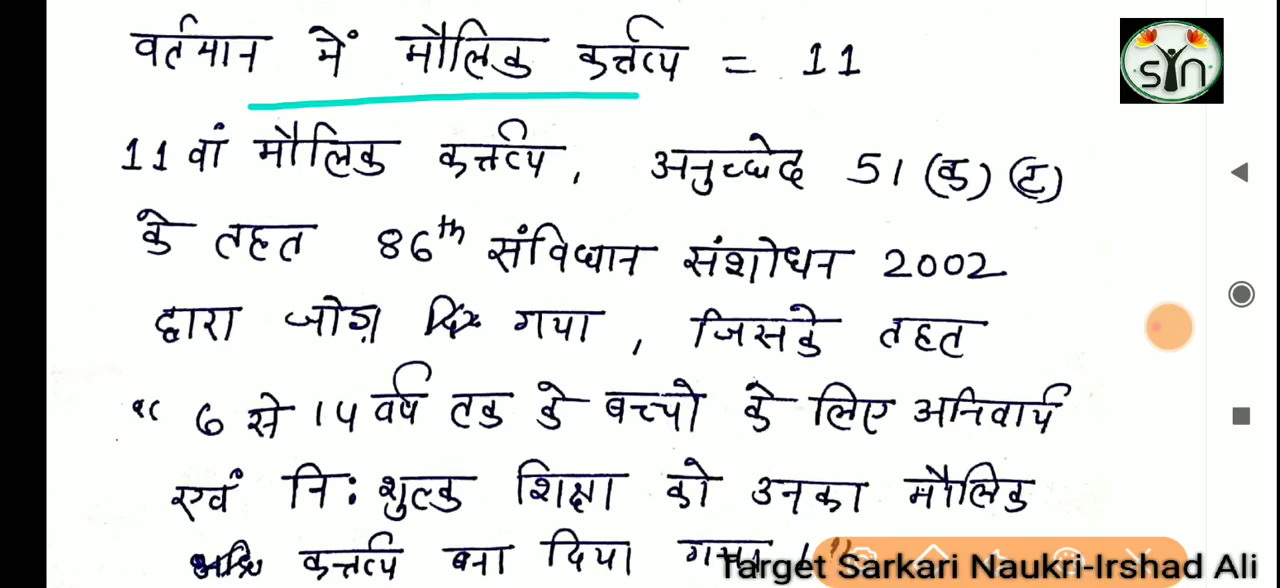 वर्तमान में मौलिक कर्त्तव्य = 11
SYN
11 वां मौलिक कर्त्तव्य, अनुच्छेद 51 (क) (ट)
के तहत 86th संविधान संशोधन 2002
द्वारा जोड़ा गया, जिसके तहत
" 6 से 14 वर्ष तक के बच्चो के लिए अनिवार्य
एवं नि:शुल्क शिक्षा को उनका मौलिक
कर्त्तव्य बना दिया गया।"
Target Sarkari Naukri-Irshad Ali